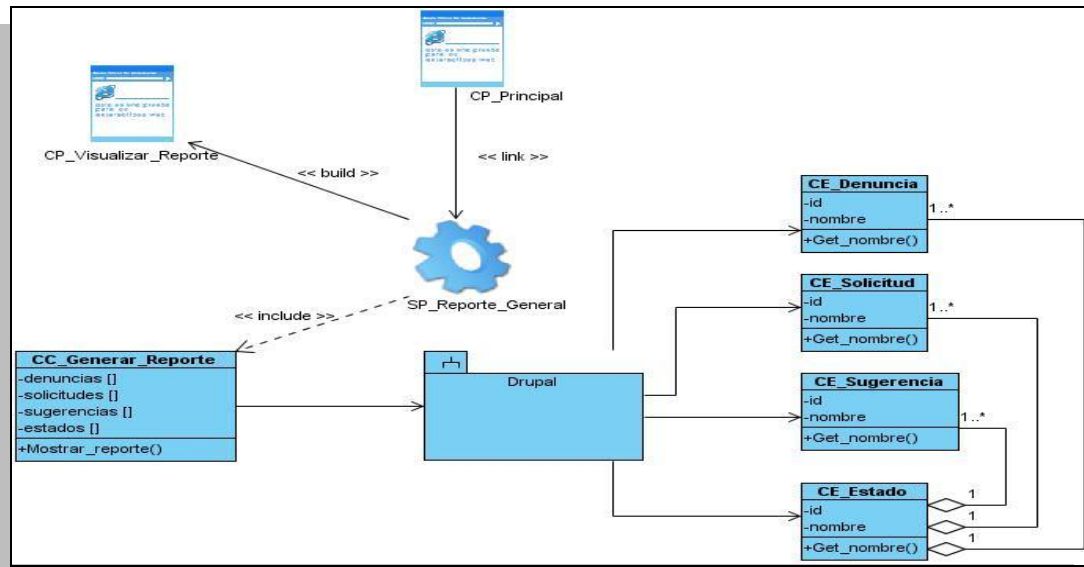 CP_Principal
CP_Visualizar_Reporte
<< link >>
<< build >>
SP_Reporte_General
<< include >>
CC_Generar_Reporte
-denuncias []
-solicitudes []
-sugerencias []
-estados []
+Mostrar_reporte()
Drupal
CE_Denuncia
-id
-nombre
+Get_nombre()
1..*
CE_Solicitud
-id
-nombre
+Get_nombre()
1..*
CE_Sugerencia
-id
-nombre
+Get_nombre()
1..*
CE_Estado
-id
-nombre
+Get_nombre()
1
1
1